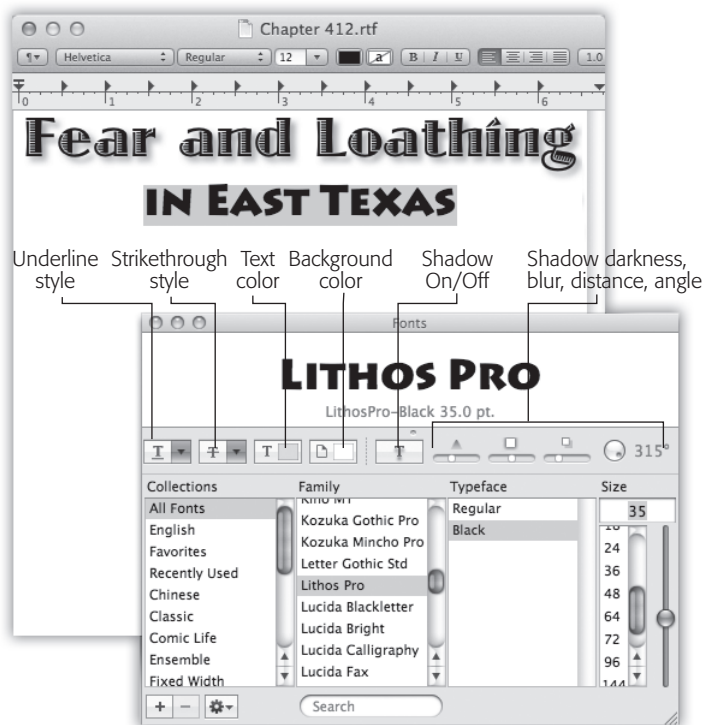 Chapter 412.rtf
¶ Helvetica Regular 12 a B I U 1.0
0 1 2 3 4 5 6
Fear and Loathing
in East Texas
Underline style
Strikethrough style
Text color
Background color
Shadow On/Off
Shadow darkness, blur, distance, angle
Fonts
Lithos Pro
LithosPro-Black 35.0 pt.
T T T T 315°
Collections Family Typeface Size
All Fonts
English
Favorites
Recently Used
Chinese
Classic
Comic Life
Ensemble
Fixed Width
Kozuka Gothic Pro
Kozuka Mincho Pro
Letter Gothic Std
Lithos Pro
Lucida Blackletter
Lucida Bright
Lucida Calligraphy
Lucida Fax
Regular
Black
35
24
36
48
64
72
96
144
+ −
Search